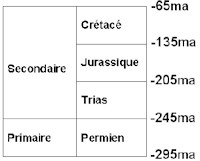 -65ma
Crétacé
-135ma
Jurassique
Secondaire
-205ma
Trias
-245ma
Primaire Permien
-295ma